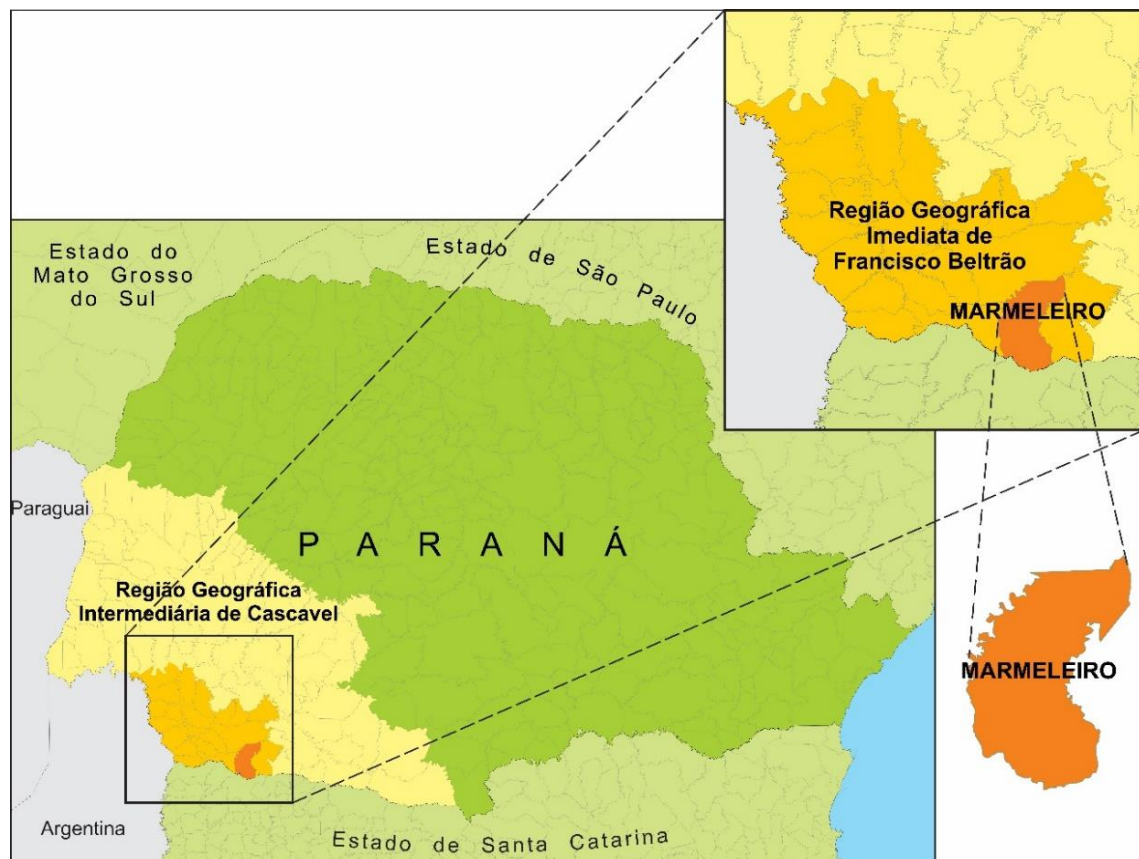 Região Geográfica
Imediata de
Francisco Beltrão
MARMELEIRO
Estado do
Mato Grosso
do Sul
Estado de São Paulo
Paraguai
PARANÁ
Região Geográfica
Intermediária de Cascavel
MARMELEIRO
Argentina
Estado de Santa Catarina